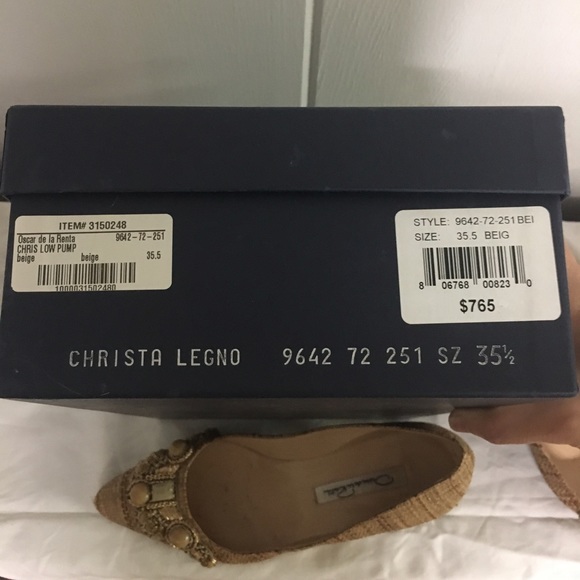 ITEM# 3150248
Oscar de la Renta 9642-72-251
CHRIS LOW PUMP
beige beige 35.5
1000031502480
STYLE: 9642-72-251 BEI
SIZE: 35.5 BEIG
8 06768 00823 0
$765
CHRISTA LEGNO 9642 72 251 SZ 35½